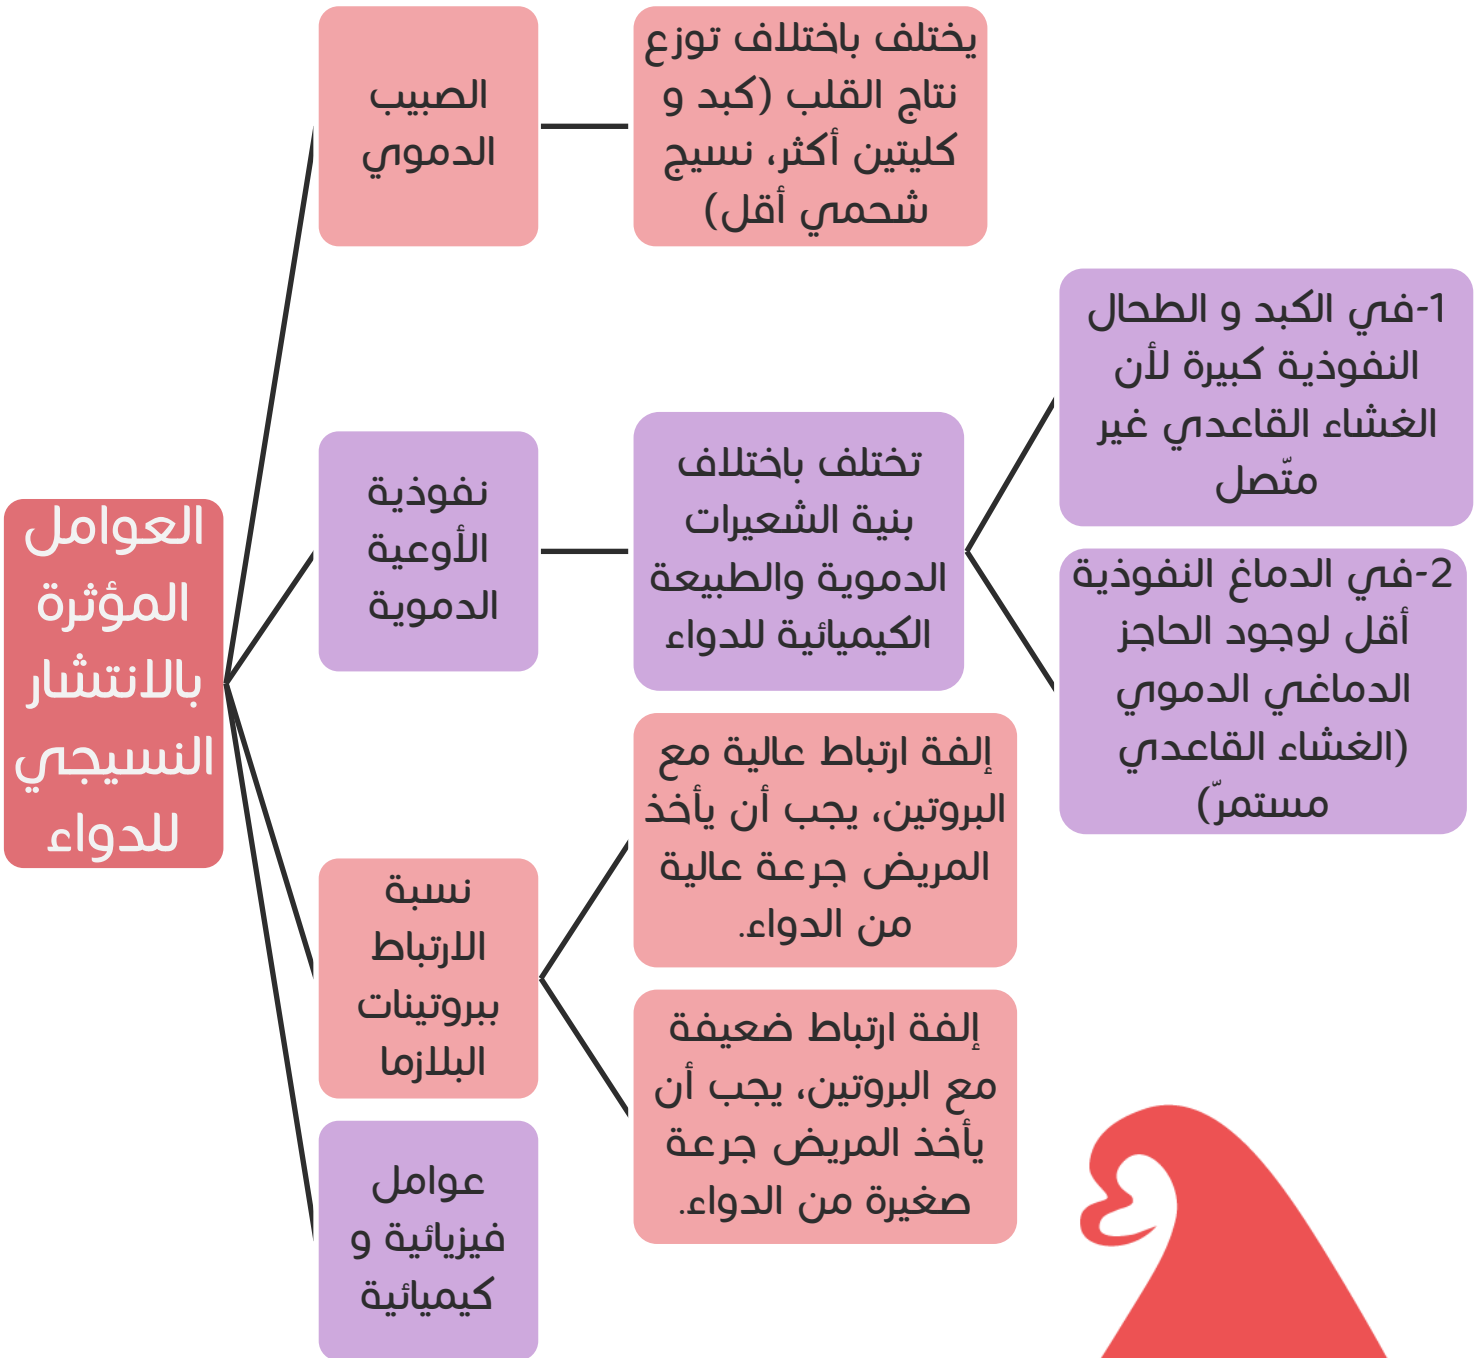 العوامل
المؤثرة
بالانتشار
النسيجي
للدواء
الصبيب
الدموي
يختلف باختلاف توزع
نتاج القلب (كبد و
كليتين أكثر، نسيج
شحمي أقل)
نفوذية
الأوعية
الدموية
تختلف باختلاف
بنية الشعيرات
الدموية والطبيعة
الكيميائية للدواء
1-في الكبد و الطحال
النفوذية كبيرة لأن
الغشاء القاعدي غير
متّصل
2-في الدماغ النفوذية
أقل لوجود الحاجز
الدماغي الدموي
(الغشاء القاعدي
مستمرّ)
نسبة
الارتباط
ببروتينات
البلازما
إلفة ارتباط عالية مع
البروتين، يجب أن يأخذ
المريض جرعة عالية
من الدواء.
إلفة ارتباط ضعيفة
مع البروتين، يجب أن
يأخذ المريض جرعة
صغيرة من الدواء.
عوامل
فيزيائية و
كيميائية